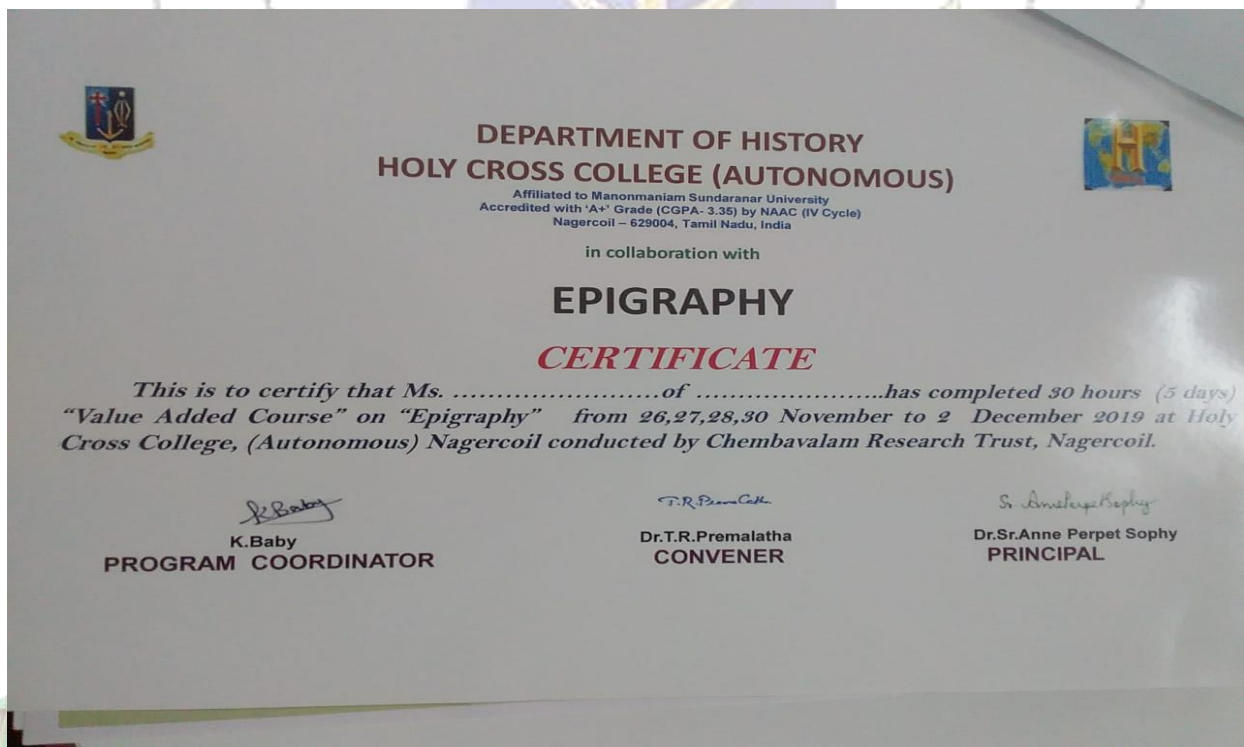 DEPARTMENT OF HISTORY
HOLY CROSS COLLEGE (AUTONOMOUS)
Affiliated to Manonmaniam Sundaranar University
Accredited with 'A+' Grade (CGPA- 3.35) by NAAC (IV Cycle)
Nagercoil – 629004, Tamil Nadu, India
in collaboration with
EPIGRAPHY
CERTIFICATE
This is to certify that Ms. ........................of ......................has completed 30 hours (5 days)
“Value Added Course” on “Epigraphy” from 26,27,28,30 November to 2 December 2019 at Holy
Cross College, (Autonomous) Nagercoil conducted by Chembavalam Research Trust, Nagercoil.
K.Baby
K.Baby
PROGRAM COORDINATOR
Dr.T.R.Premalatha
CONVENER
Dr.Sr.Anne Perpet Sophy
PRINCIPAL